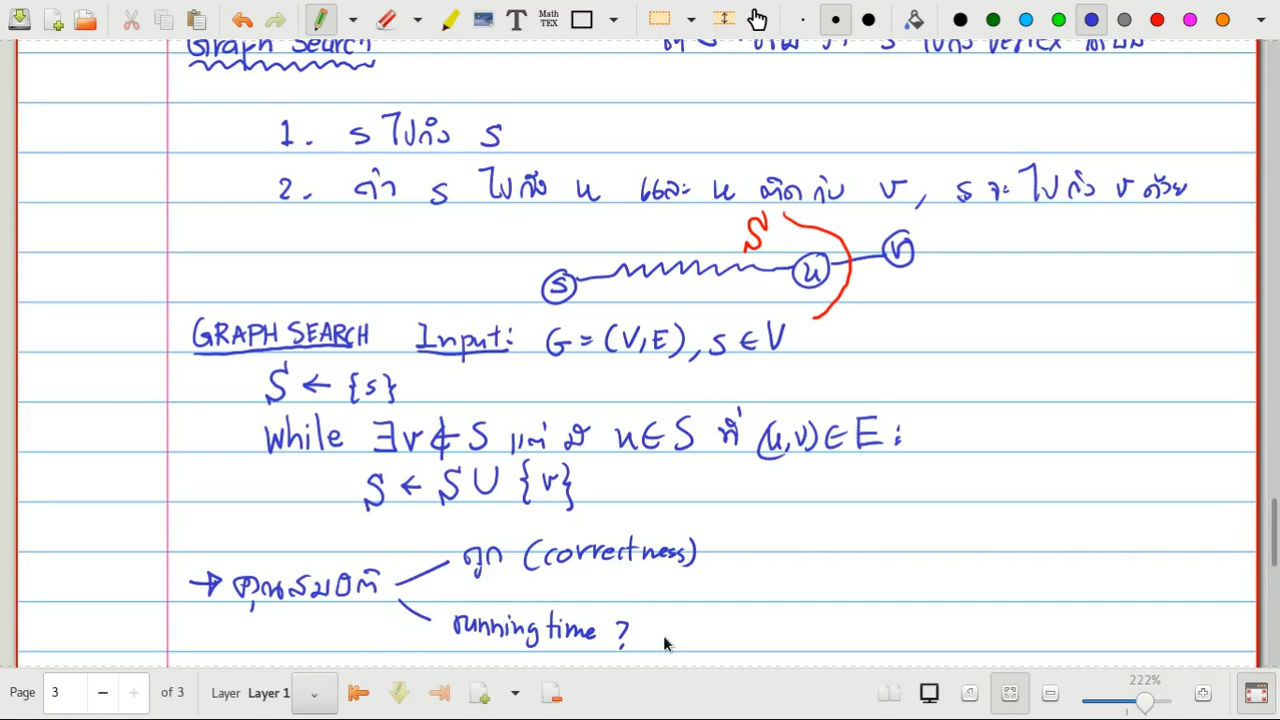 Math
TEX
Graph Search
1. s ไปถึง s
2. ถ้า s ไปถึง u และ u ติดกับ v, s จะไปถึง v ด้วย
S
s u v
GRAPH SEARCH Input: G = (V,E), s ∈ V
S ← {s}
While ∃v ∉ S แต่ มี u ∈ S ที่ (u,v) ∈ E :
S ← S ∪ {v}
→ คุณสมบัติ
ถูก (correctness)
running time ?
Page 3 of 3 Layer Layer 1 222%